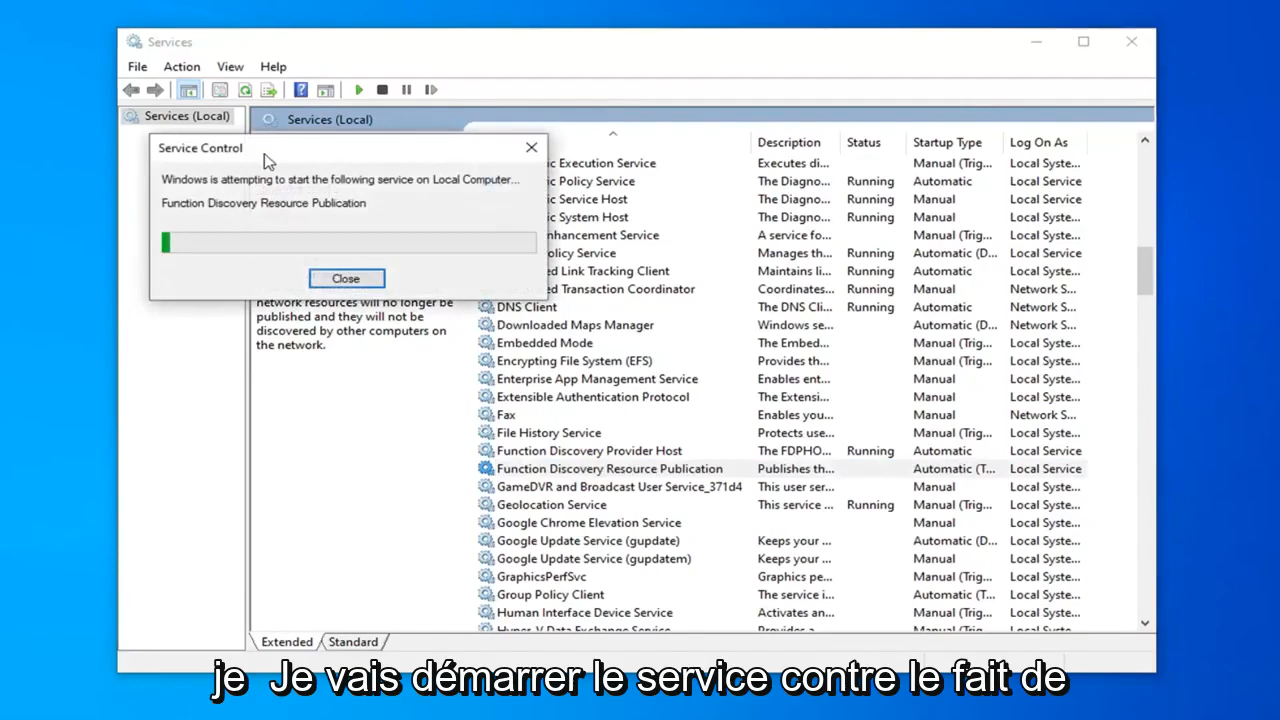 Services
File Action View Help
Services (Local)
Services (Local)
Service Control
Windows is attempting to start the following service on Local Computer...
Function Discovery Resource Publication
Close
network resources will no longer be
published and they will not be
discovered by other computers on
the network.
Description Status Startup Type Log On As
ic Execution Service Executes di... Manual (Trig... Local Syste...
ic Policy Service The Diagno... Running Automatic Local Service
ic Service Host The Diagno... Running Manual Local Service
ic System Host The Diagno... Running Manual Local Syste...
nhancement Service A service fo... Manual (Trig... Local Syste...
olicy Service Manages th... Running Automatic (D... Local Service
ed Link Tracking Client Maintains li... Running Automatic Local Syste...
ed Transaction Coordinator Coordinates... Running Manual Network S...
DNS Client The DNS Cli... Running Automatic (T... Network S...
Downloaded Maps Manager Windows se... Automatic (D... Network S...
Embedded Mode The Embed... Manual (Trig... Local Syste...
Encrypting File System (EFS) Provides th... Manual (Trig... Local Syste...
Enterprise App Management Service Enables ent... Manual Local Syste...
Extensible Authentication Protocol The Extensi... Manual Local Syste...
Fax Enables you... Manual Network S...
File History Service Protects use... Manual (Trig... Local Syste...
Function Discovery Provider Host The FDPHO... Running Automatic Local Service
Function Discovery Resource Publication Publishes th... Automatic (T... Local Service
GameDVR and Broadcast User Service_371d4 This user ser... Manual Local Syste...
Geolocation Service This service ... Running Manual (Trig... Local Syste...
Google Chrome Elevation Service Manual Local Syste...
Google Update Service (gupdate) Keeps your ... Automatic (D... Local Syste...
Google Update Service (gupdatem) Keeps your ... Manual Local Syste...
GraphicsPerfSvc Graphics pe... Manual (Trig... Local Syste...
Group Policy Client The service i... Automatic (T... Local Syste...
Human Interface Device Service Activates an... Manual (Trig... Local Syste...
Hyper-V Data Exchange Service Provides a Manual (Trig... Local Syste...
Extended Standard
je Je vais démarrer le service contre le fait de